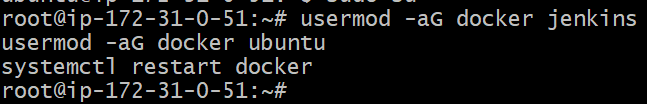 root@ip-172-31-0-51:~# usermod -aG docker jenkins
usermod -aG docker ubuntu
systemctl restart docker
root@ip-172-31-0-51:~#